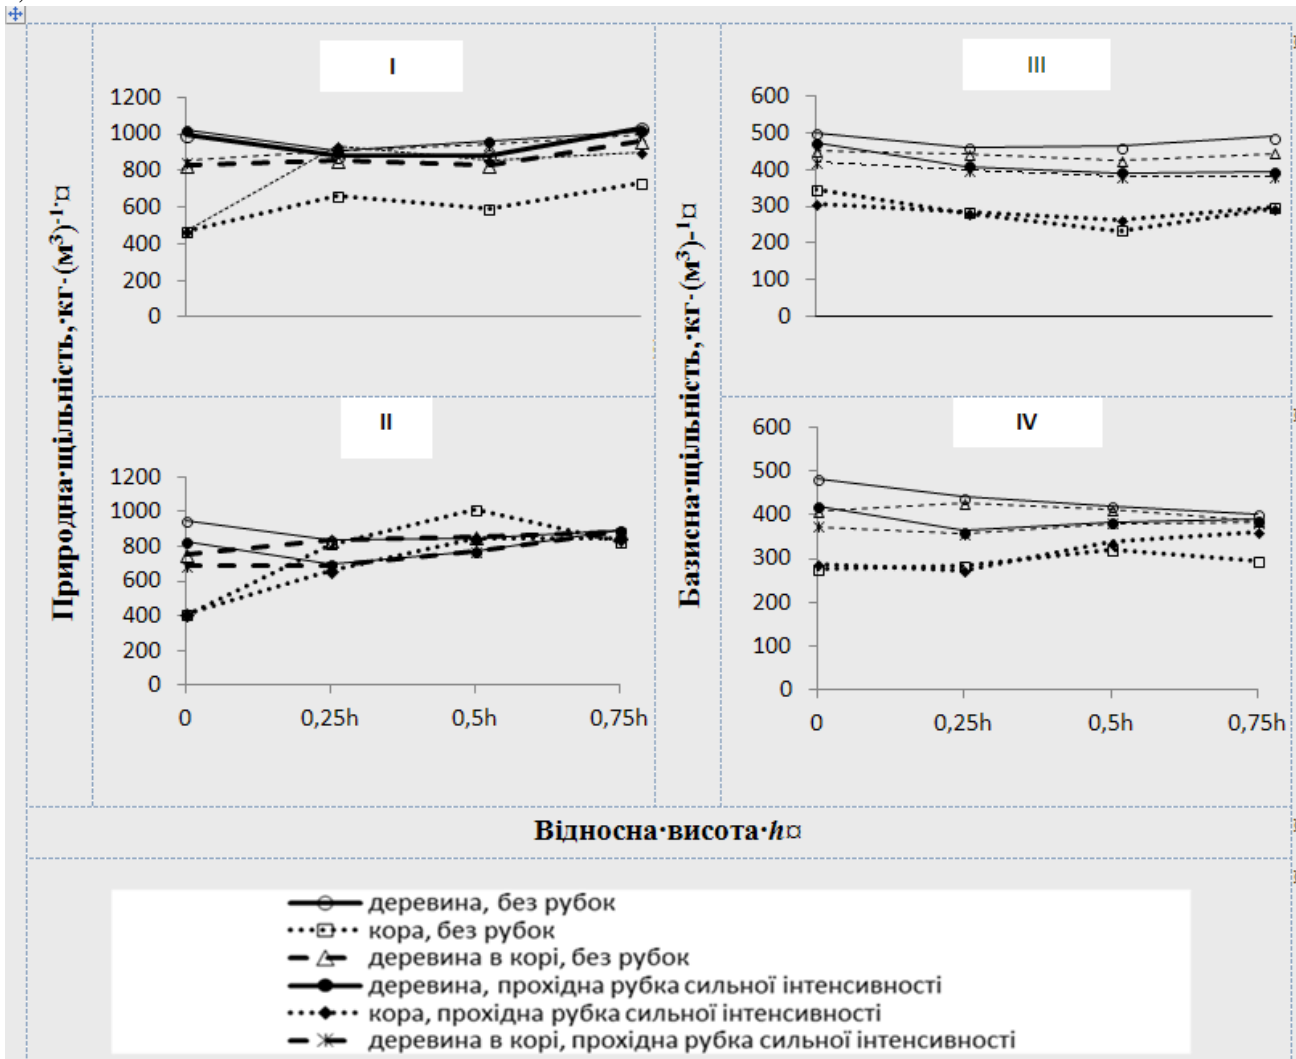 I
1200
1000
800
600
400
200
0
III
600
500
400
300
200
100
0
Природна·щільність,·кг·(м³)⁻¹¤
Базисна·щільність,·кг·(м³)-¹¤
II
1200
1000
800
600
400
200
0
0 0,25h 0,5h 0,75h
IV
600
500
400
300
200
100
0
0 0,25h 0,5h 0,75h
Відносна·висота·h¤
деревина, без рубок
кора, без рубок
деревина в корі, без рубок
деревина, прохідна рубка сильної інтенсивності
кора, прохідна рубка сильної інтенсивності
деревина в корі, прохідна рубка сильної інтенсивності